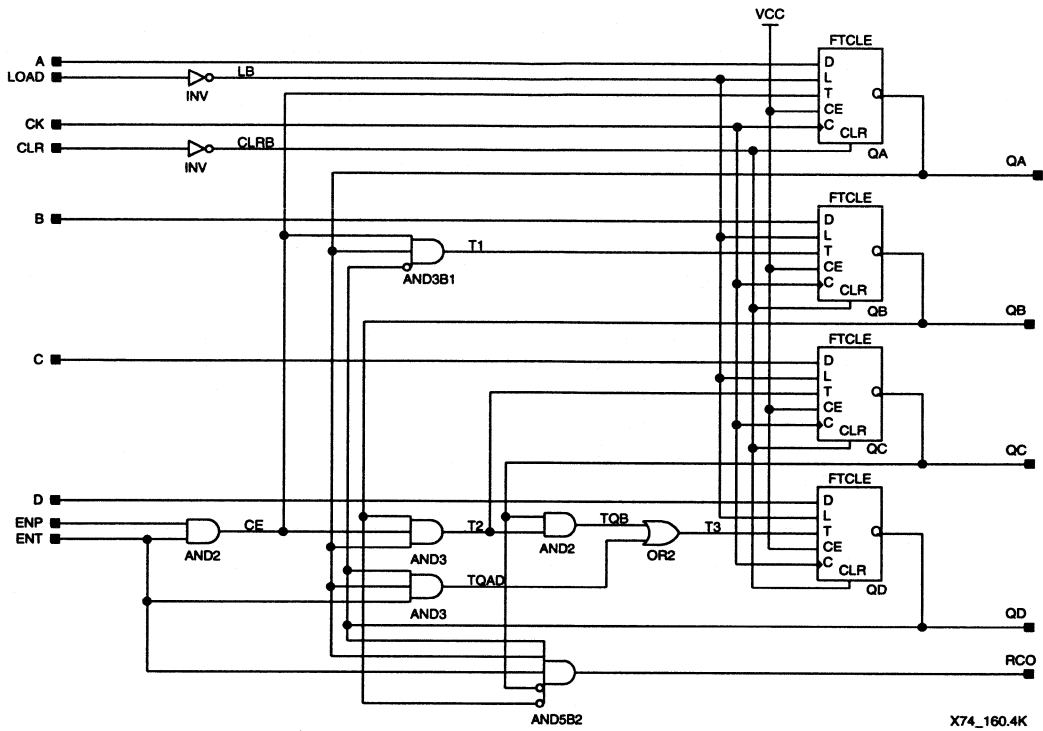 VCC
FTCLE
A
LOAD
LB
INV
D
L
T
CE
C
CLR
Q
QA
CK
CLR
CLRB
INV
QA
B
FTCLE
D
L
T
CE
C
CLR
Q
QB
T1
AND3B1
QB
C
FTCLE
D
L
T
CE
C
CLR
Q
QC
QC
D
ENP
ENT
CE
AND2
T2
AND3
TQB
AND2
T3
OR2
TQAD
AND3
FTCLE
D
L
T
CE
C
CLR
Q
QD
QD
RCO
AND5B2
X74_160.4K